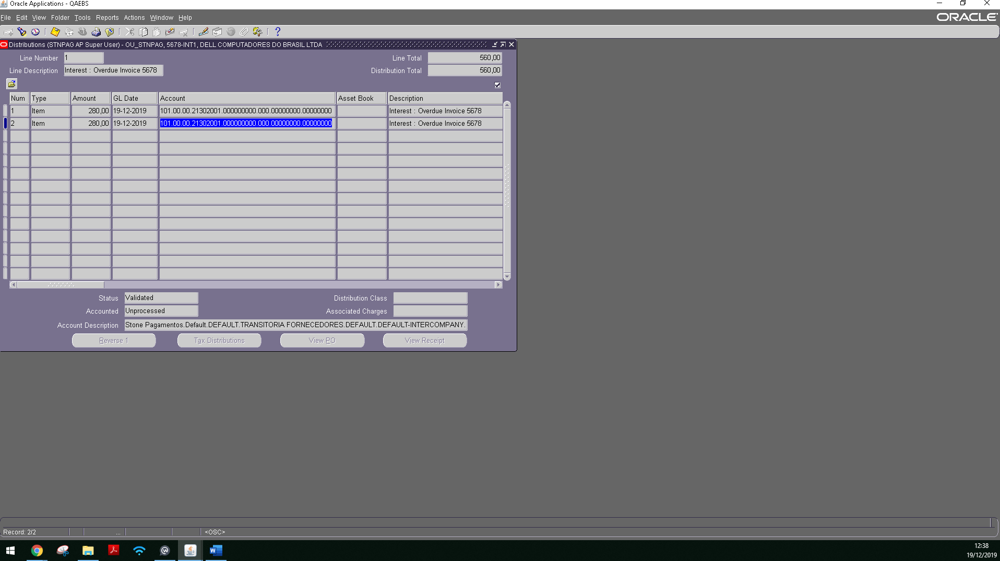 Oracle Applications - QAEBS
File Edit View Folder Tools Reports Actions Window Help
ORACLE
Distributions (STNPAG AP Super User) - OU_STNPAG, 5678-INT1, DELL COMPUTADORES DO BRASIL LTDA
Line Number 1 Line Total 560,00
Line Description Interest : Overdue Invoice 5678 Distribution Total 560,00
Num Type Amount GL Date Account Asset Book Description
1 Item 280,00 19-12-2019 101.00.00.21302001.000000000.000.00000000.00000000 Interest : Overdue Invoice 5678
2 Item 280,00 19-12-2019 101.00.00.21302001.000000000.000.00000000.00000000 Interest : Overdue Invoice 5678
Status Validated Distribution Class
Accounted Unprocessed Associated Charges
Account Description Stone Pagamentos.Default.DEFAULT.TRANSITORIA FORNECEDORES.DEFAULT.DEFAULT-INTERCOMPANY.
Reverse 1 Tax Distributions View PO View Receipt
Record: 2/2 ... <OSC>
12:38
19/12/2019